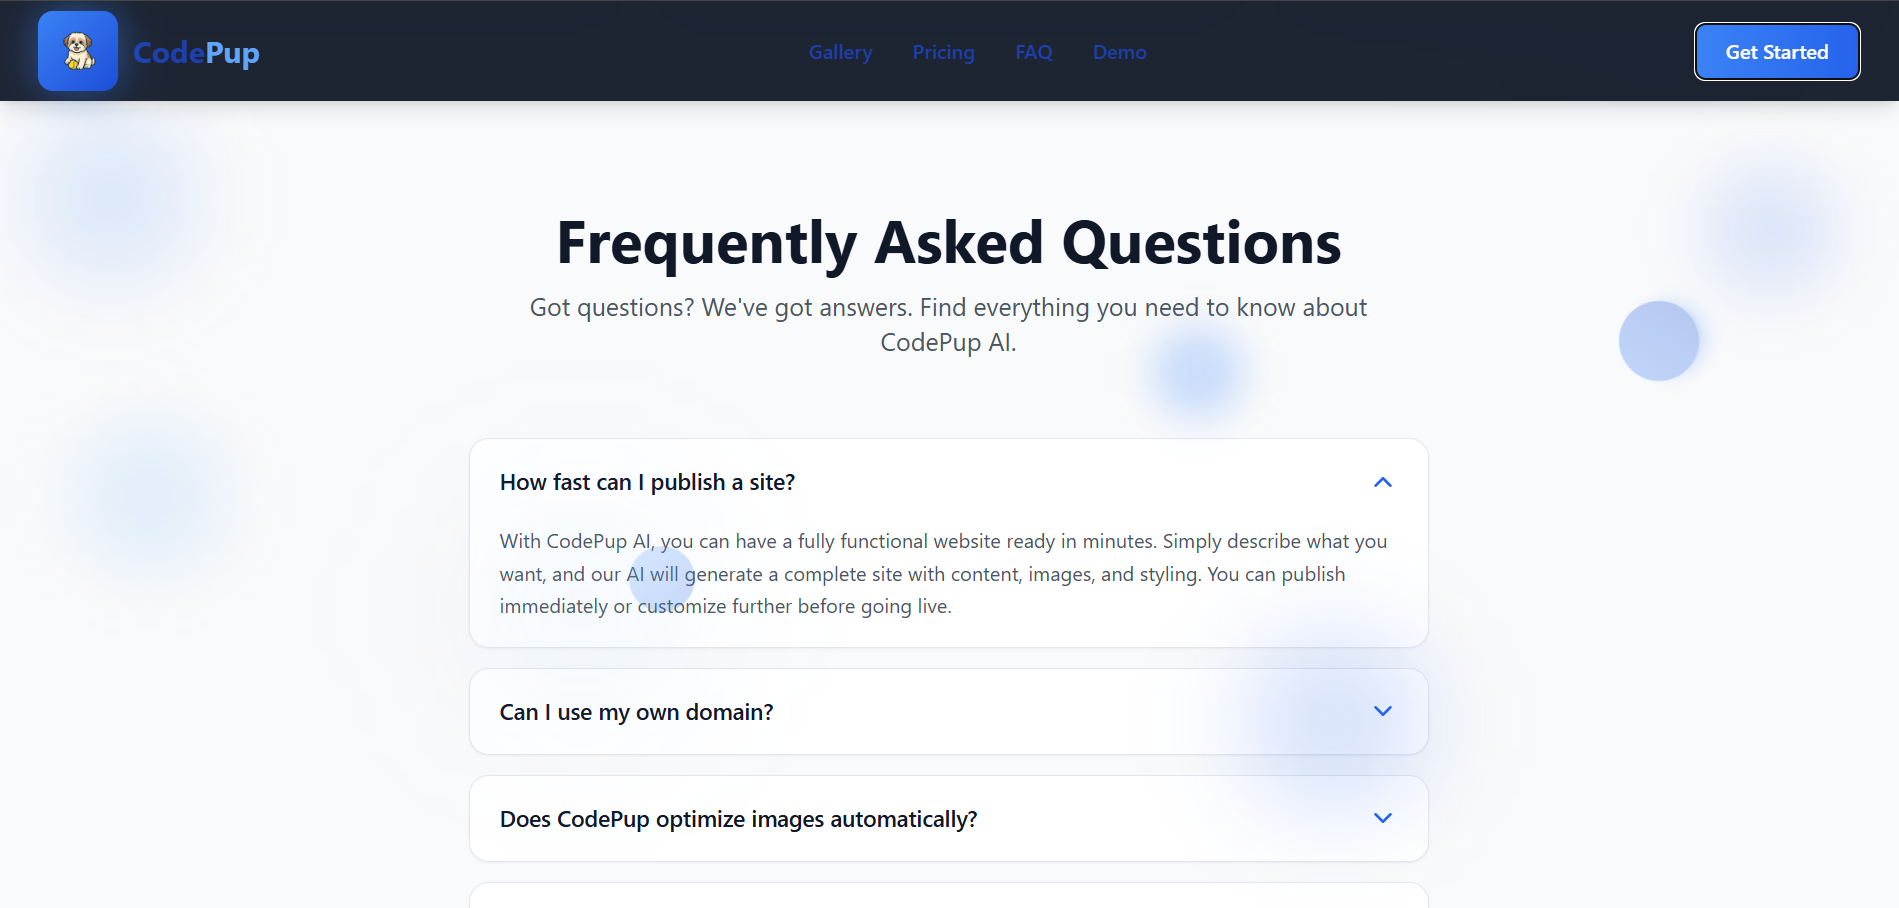 CodePup
Gallery
Pricing
FAQ
Demo
Get Started
Frequently Asked Questions
Got questions? We've got answers. Find everything you need to know about
CodePup AI.
How fast can I publish a site?
With CodePup AI, you can have a fully functional website ready in minutes. Simply describe what you
want, and our AI will generate a complete site with content, images, and styling. You can publish
immediately or customize further before going live.
Can I use my own domain?
Does CodePup optimize images automatically?